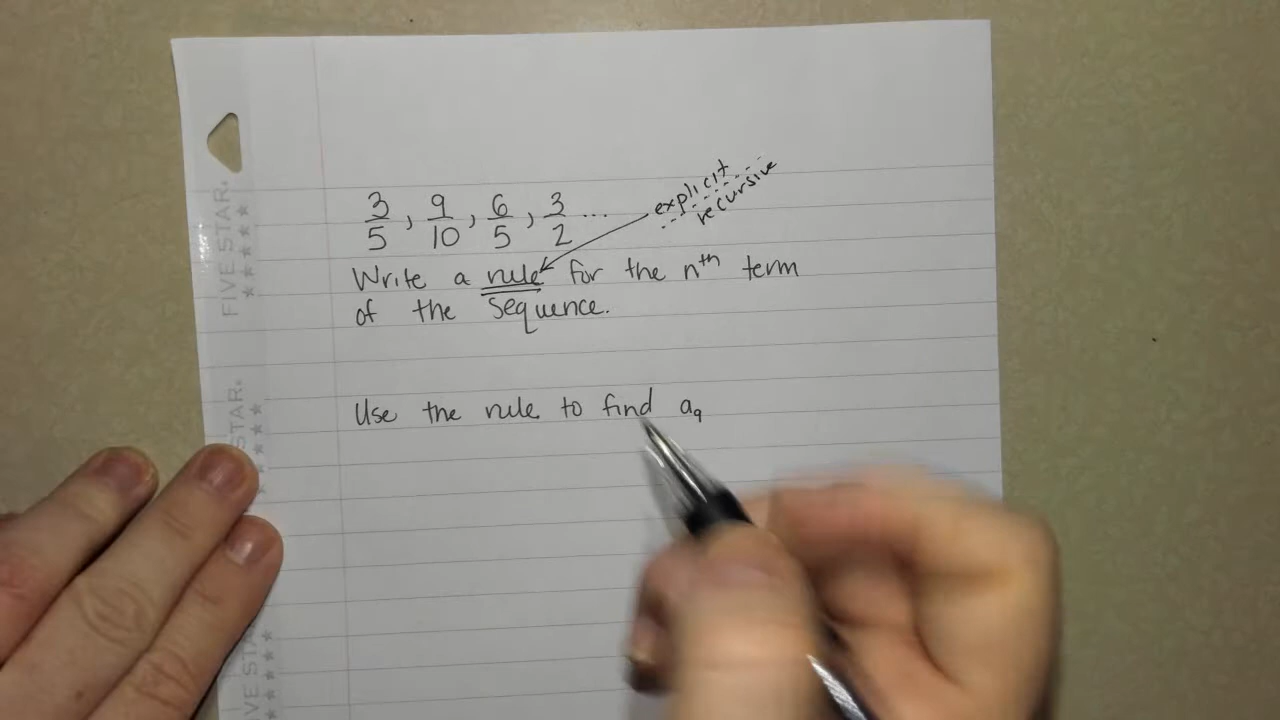 explicit
recursive
3/5, 9/10, 6/5, 3/2 ...
Write a rule for the nth term
of the sequence.
Use the rule to find a₉
FIVE STAR.
STAR.